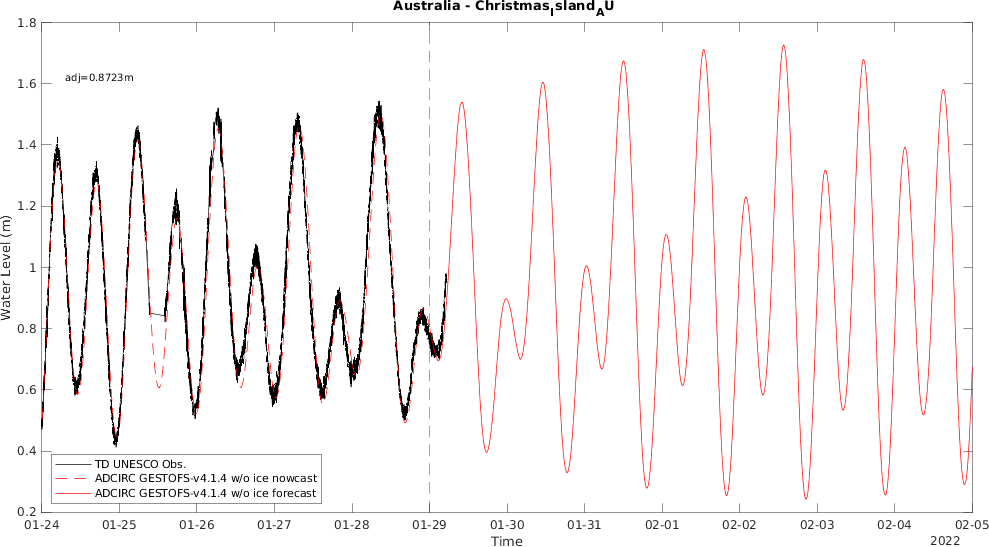 Australia - Christmas_Island_AU
1.8
1.6
1.4
1.2
1
0.8
0.6
0.4
0.2
Water Level (m)
adj=0.8723m
TD UNESCO Obs.
ADCIRC GESTOFS-v4.1.4 w/o ice nowcast
ADCIRC GESTOFS-v4.1.4 w/o ice forecast
01-24 01-25 01-26 01-27 01-28 01-29 01-30 01-31 02-01 02-02 02-03 02-04 02-05
Time
2022